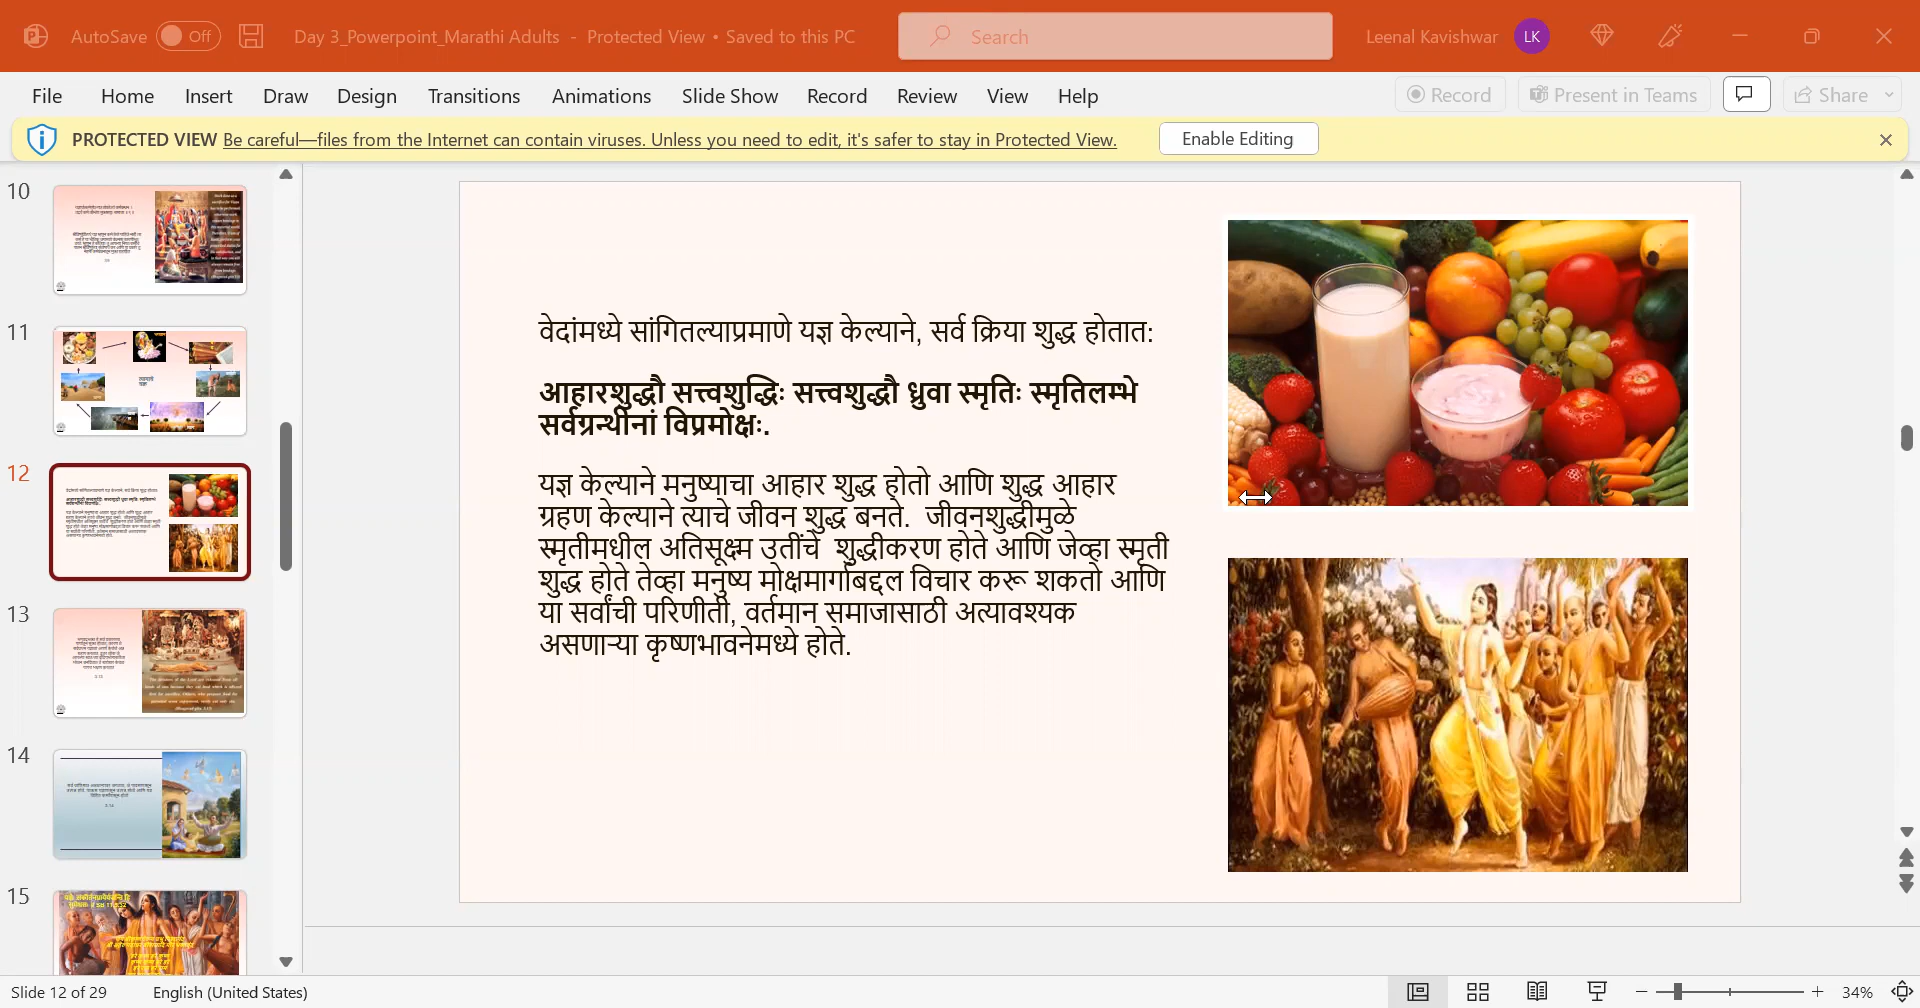 AutoSave Off Day 3_Powerpoint_Marathi Adults - Protected View • Saved to this PC Search Leenal Kavishwar LK
File Home Insert Draw Design Transitions Animations Slide Show Record Review View Help Record Present in Teams Share
PROTECTED VIEW Be careful—files from the Internet can contain viruses. Unless you need to edit, it's safer to stay in Protected View. Enable Editing
10
11
12
13
14
15
वेदांमध्ये सांगितल्याप्रमाणे यज्ञ केल्याने, सर्व क्रिया शुद्ध होतात:
आहारशुद्धौ सत्त्वशुद्धिः सत्त्वशुद्धौ ध्रुवा स्मृतिः स्मृतिलम्भे
सर्वग्रन्थीनां विप्रमोक्षः.
यज्ञ केल्याने मनुष्याचा आहार शुद्ध होतो आणि शुद्ध आहार
ग्रहण केल्याने त्याचे जीवन शुद्ध बनते. जीवनशुद्धीमुळे
स्मृतीमधील अतिसूक्ष्म उतींचे शुद्धीकरण होते आणि जेव्हा स्मृती
शुद्ध होते तेव्हा मनुष्य मोक्षमार्गाबद्दल विचार करू शकतो आणि
या सर्वांची परिणीती, वर्तमान समाजासाठी अत्यावश्यक
असणाऱ्या कृष्णभावनेमध्ये होते.
Slide 12 of 29 English (United States) 34%